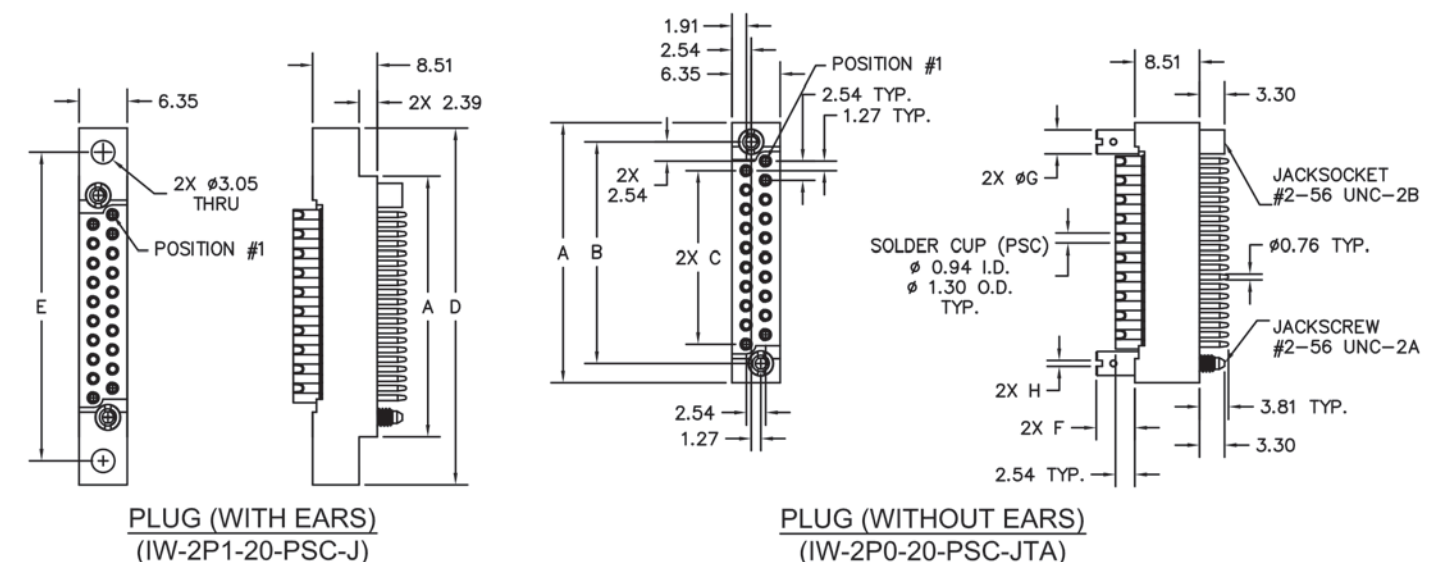 6.35
2X ø3.05
THRU
POSITION #1
E
8.51
2X 2.39
A
D
PLUG (WITH EARS)
(IW-2P1-20-PSC-J)
1.91
2.54
6.35
POSITION #1
2.54 TYP.
1.27 TYP.
2X
2.54
A
B
2X C
2.54
1.27
8.51
3.30
2X øG
JACKSOCKET
#2-56 UNC-2B
SOLDER CUP (PSC)
ø 0.94 I.D.
ø 1.30 O.D.
TYP.
ø0.76 TYP.
JACKSCREW
#2-56 UNC-2A
2X H
3.81 TYP.
2X F
3.30
2.54 TYP.
PLUG (WITHOUT EARS)
(IW-2P0-20-PSC-JTA)